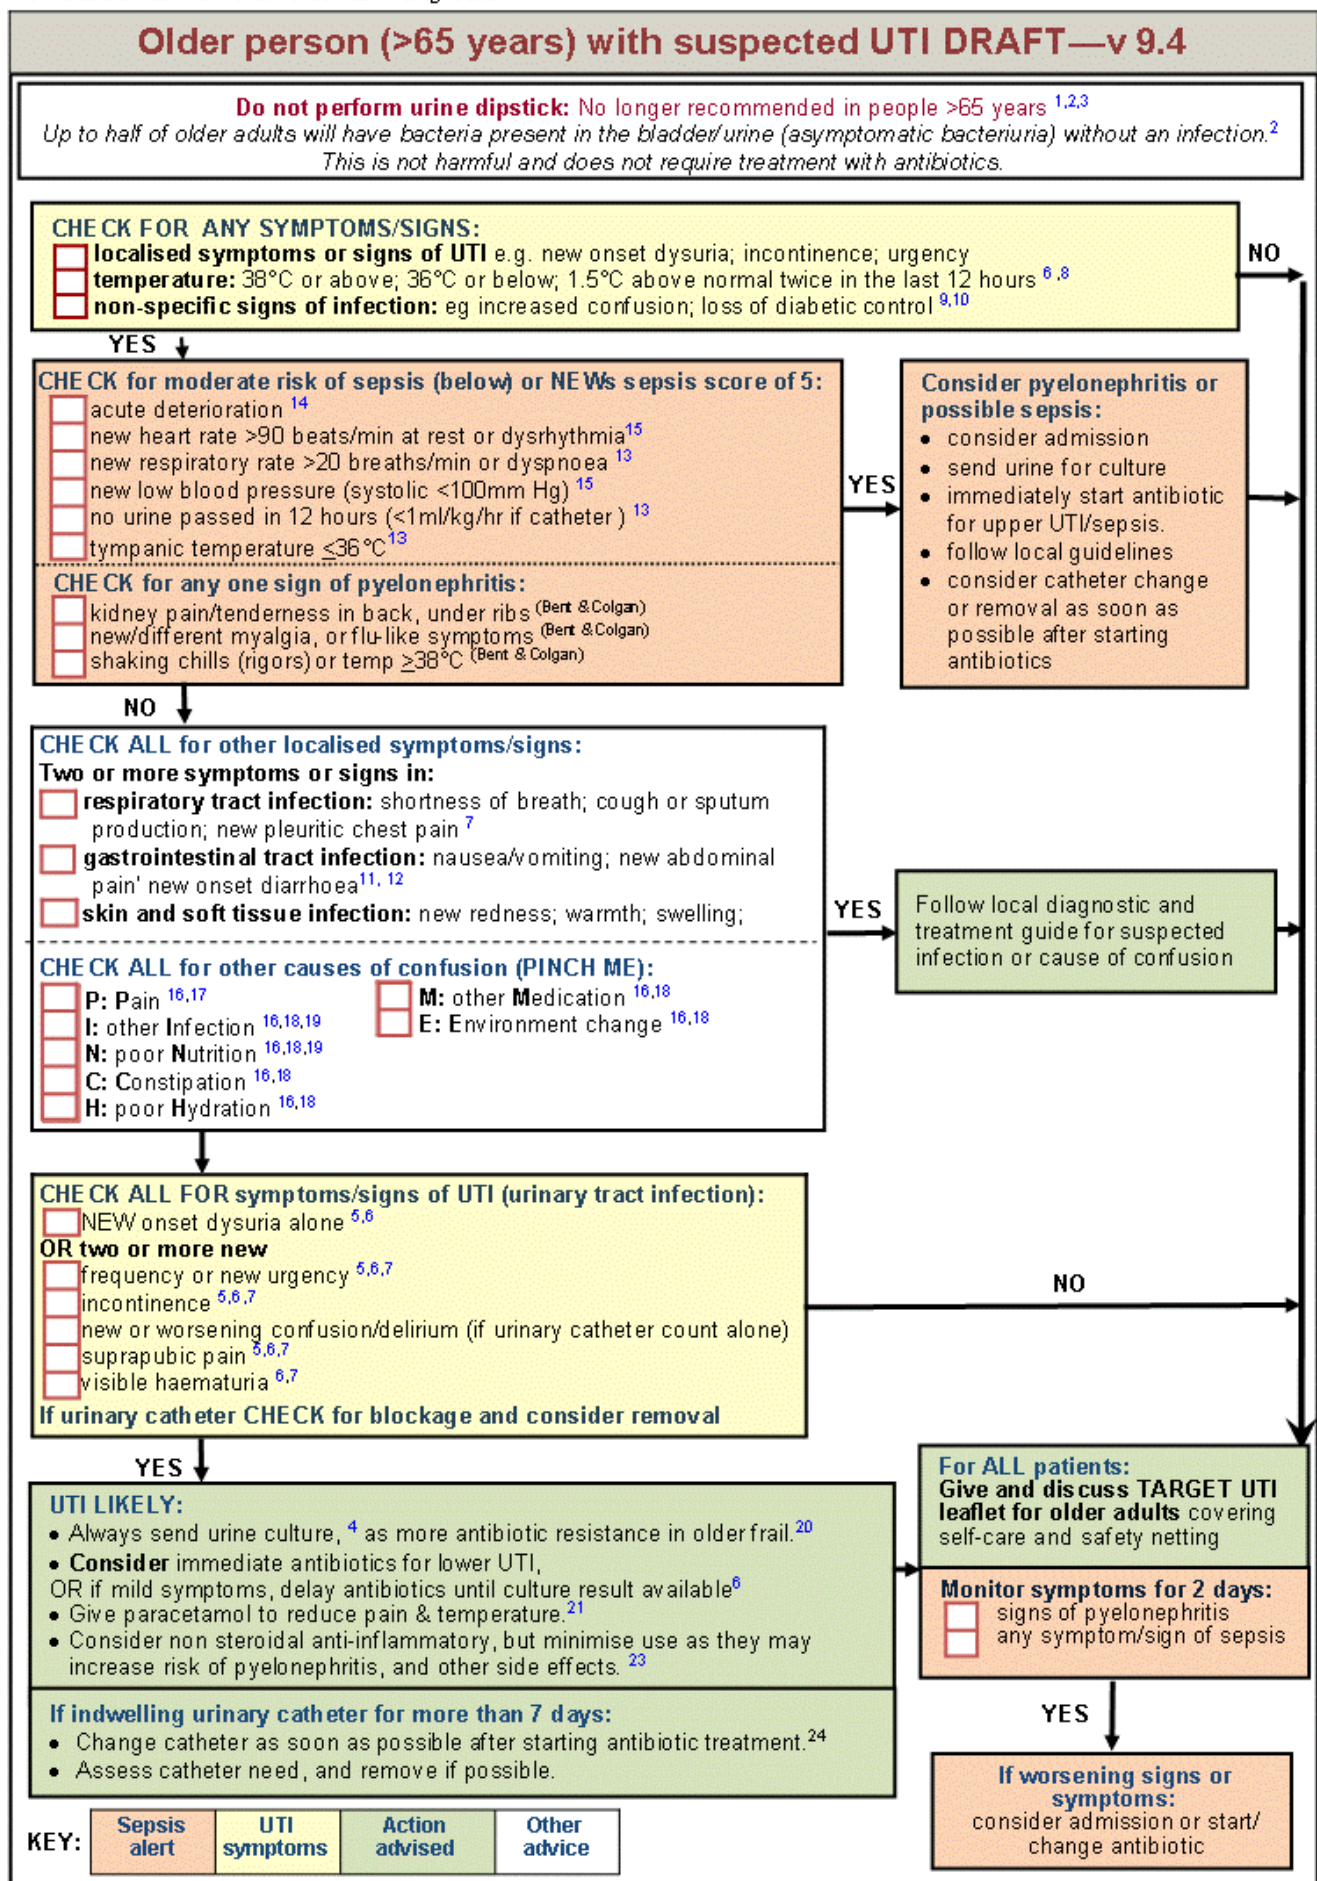 Older person (>65 years) with suspected UTI DRAFT—v 9.4
Do not perform urine dipstick: No longer recommended in people >65 years 1,2,3
Up to half of older adults will have bacteria present in the bladder/urine (asymptomatic bacteriuria) without an infection.2
This is not harmful and does not require treatment with antibiotics.
CHECK FOR ANY SYMPTOMS/SIGNS:
localised symptoms or signs of UTI e.g. new onset dysuria; incontinence; urgency
temperature: 38°C or above; 36°C or below; 1.5°C above normal twice in the last 12 hours 6,8
non-specific signs of infection: eg increased confusion; loss of diabetic control 9,10
NO
YES
CHECK for moderate risk of sepsis (below) or NEWs sepsis score of 5:
acute deterioration 14
new heart rate >90 beats/min at rest or dysrhythmia15
new respiratory rate >20 breaths/min or dyspnoea 13
new low blood pressure (systolic <100mm Hg) 15
no urine passed in 12 hours (<1ml/kg/hr if catheter ) 13
tympanic temperature ≤36°C13
CHECK for any one sign of pyelonephritis:
kidney pain/tenderness in back, under ribs (Bent & Colgan)
new/different myalgia, or flu-like symptoms (Bent & Colgan)
shaking chills (rigors) or temp ≥38°C (Bent & Colgan)
YES
Consider pyelonephritis or
possible sepsis:
• consider admission
• send urine for culture
• immediately start antibiotic
for upper UTI/sepsis.
• follow local guidelines
• consider catheter change
or removal as soon as
possible after starting
antibiotics
NO
CHECK ALL for other localised symptoms/signs:
Two or more symptoms or signs in:
respiratory tract infection: shortness of breath; cough or sputum
production; new pleuritic chest pain 7
gastrointestinal tract infection: nausea/vomiting; new abdominal
pain' new onset diarrhoea11, 12
skin and soft tissue infection: new redness; warmth; swelling;
CHECK ALL for other causes of confusion (PINCH ME):
P: Pain 16,17
I: other Infection 16,18,19
N: poor Nutrition 16,18,19
C: Constipation 16,18
H: poor Hydration 16,18
M: other Medication 16,18
E: Environment change 16,18
YES
Follow local diagnostic and
treatment guide for suspected
infection or cause of confusion
CHECK ALL FOR symptoms/signs of UTI (urinary tract infection):
NEW onset dysuria alone 5,6
OR two or more new
frequency or new urgency 5,6,7
incontinence 5,6,7
new or worsening confusion/delirium (if urinary catheter count alone)
suprapubic pain 5,6,7
visible haematuria 6,7
If urinary catheter CHECK for blockage and consider removal
NO
YES
UTI LIKELY:
• Always send urine culture, 4 as more antibiotic resistance in older frail.20
• Consider immediate antibiotics for lower UTI,
OR if mild symptoms, delay antibiotics until culture result available6
• Give paracetamol to reduce pain & temperature.21
• Consider non steroidal anti-inflammatory, but minimise use as they may
increase risk of pyelonephritis, and other side effects. 23
If indwelling urinary catheter for more than 7 days:
• Change catheter as soon as possible after starting antibiotic treatment.24
• Assess catheter need, and remove if possible.
For ALL patients:
Give and discuss TARGET UTI
leaflet for older adults covering
self-care and safety netting
Monitor symptoms for 2 days:
signs of pyelonephritis
any symptom/sign of sepsis
YES
If worsening signs or
symptoms:
consider admission or start/
change antibiotic
KEY:
Sepsis
alert
UTI
symptoms
Action
advised
Other
advice